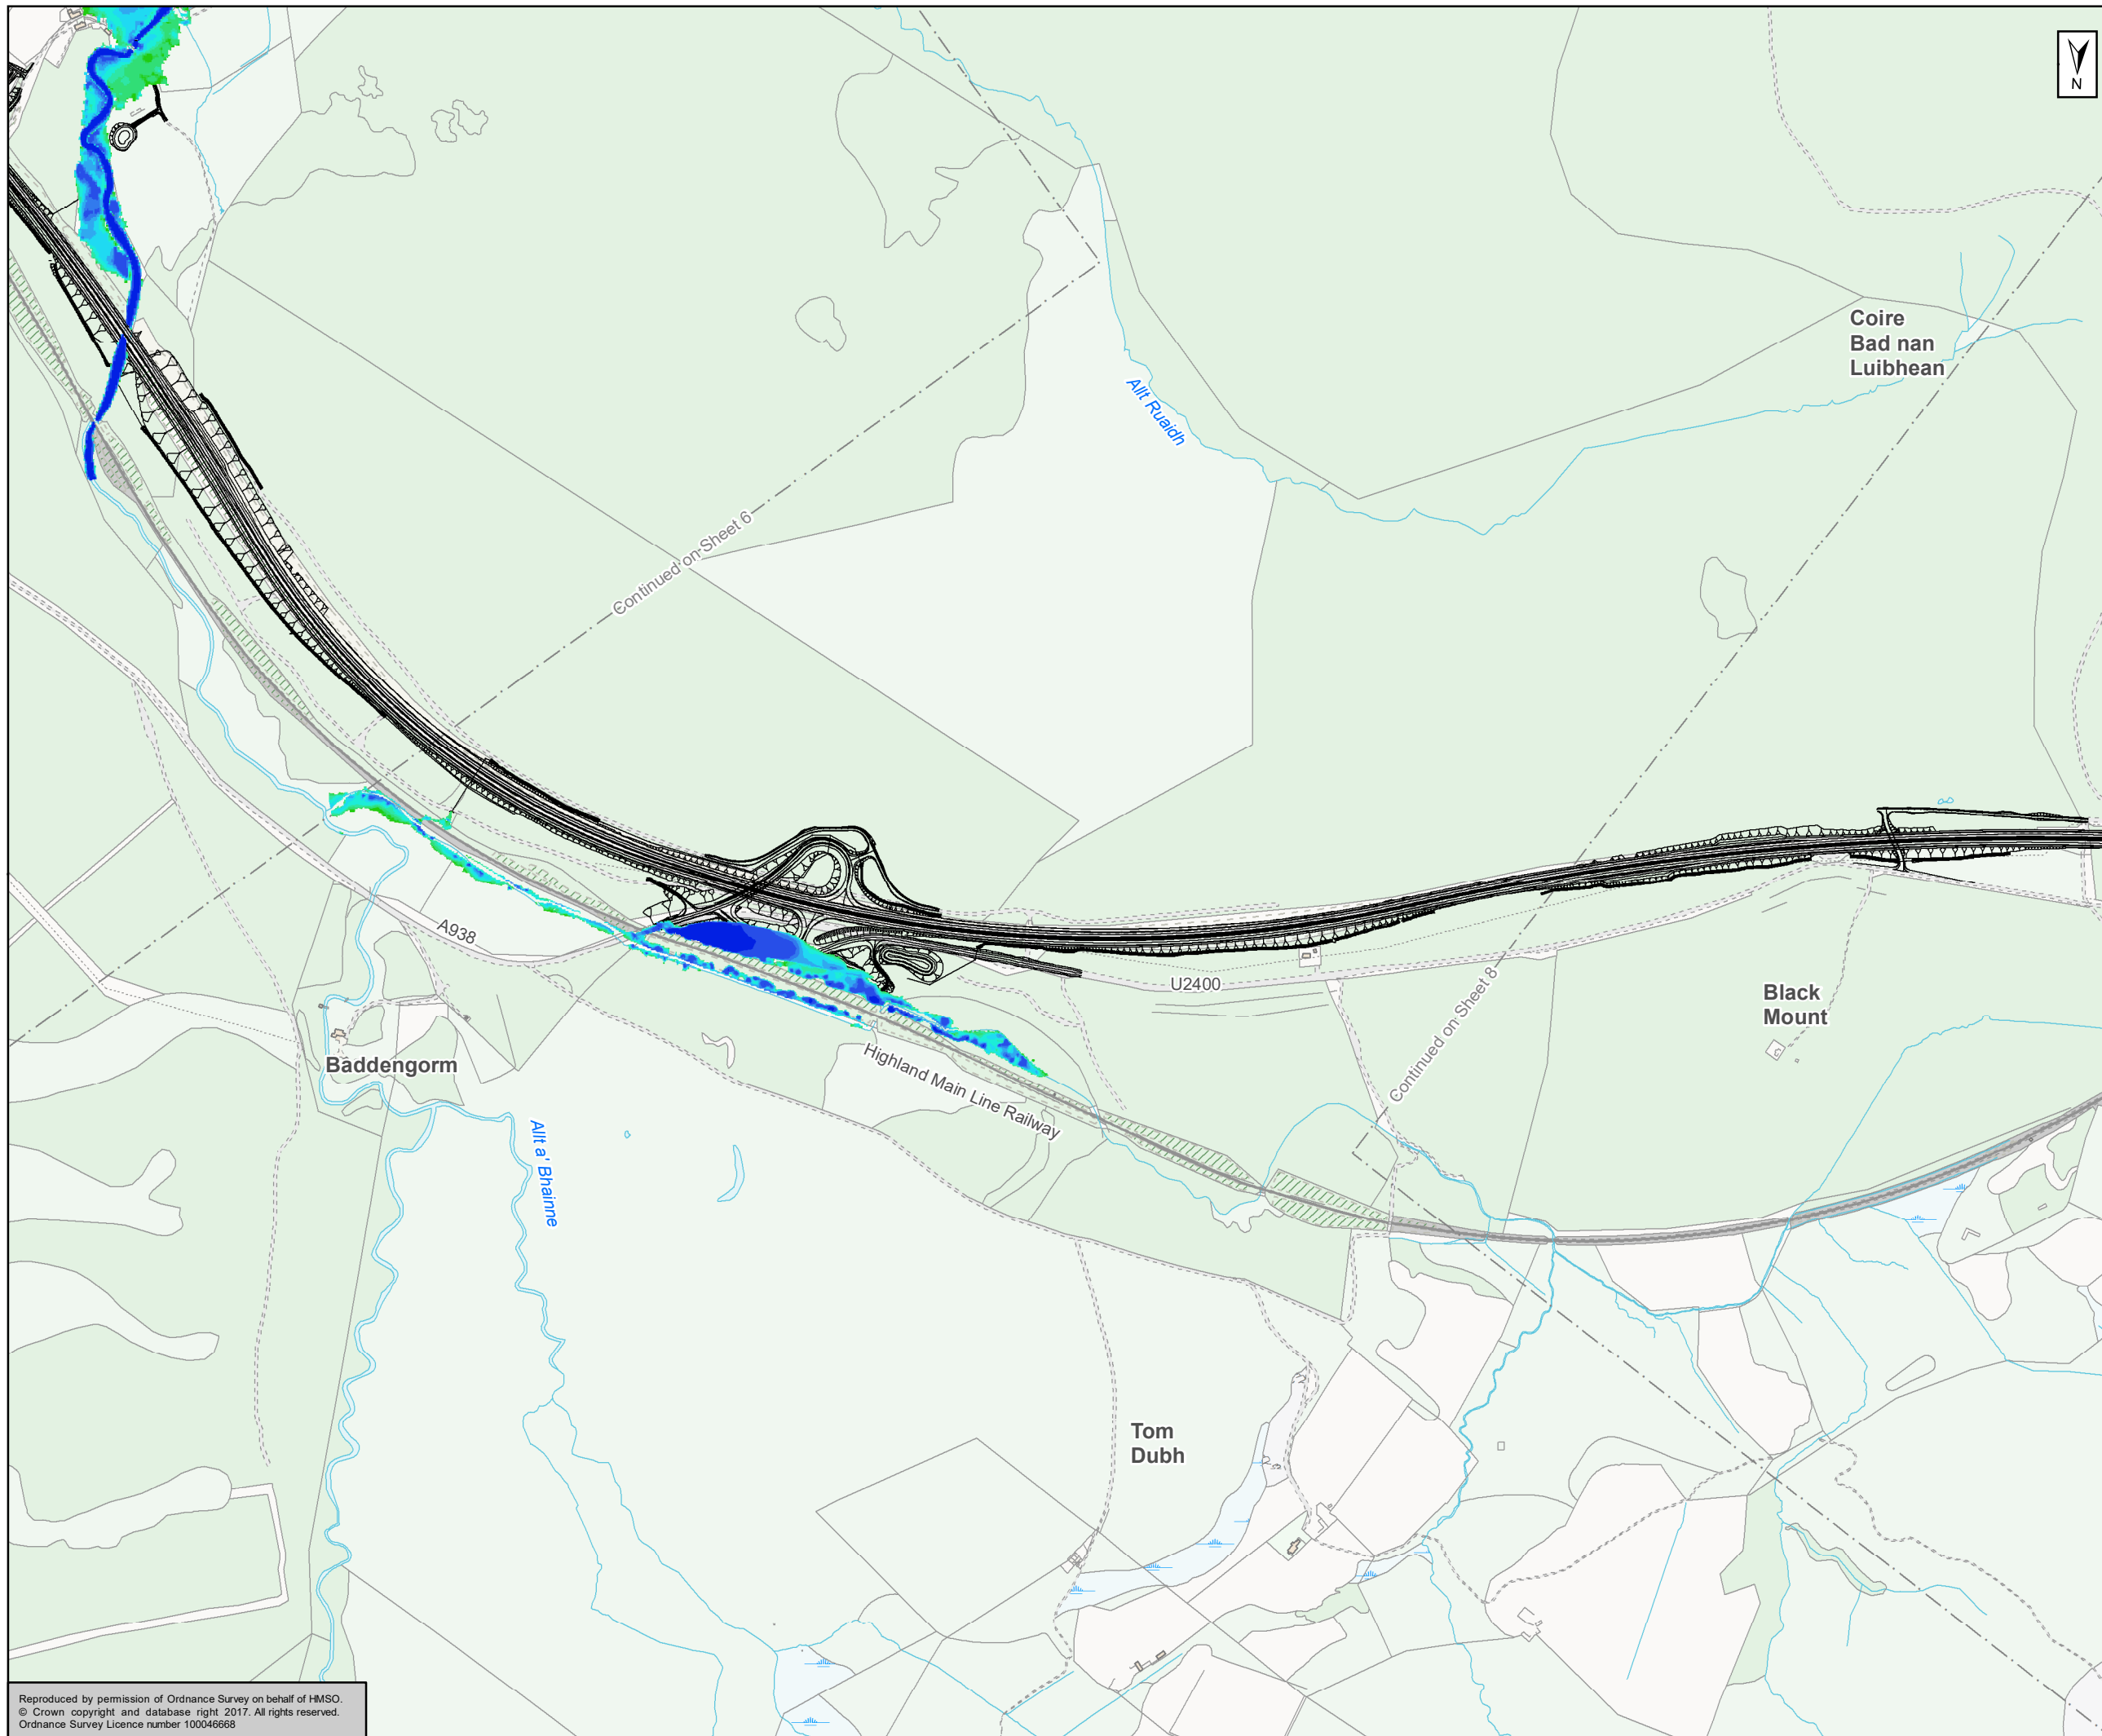 N
Coire
Bad nan
Luibhean
Allt Ruaidh
Continued on Sheet 6
A938
U2400
Continued on Sheet 8
Black
Mount
Baddengorm
Highland Main Line Railway
Allt a' Bhainne
Tom
Dubh
Reproduced by permission of Ordnance Survey on behalf of HMSO.
© Crown copyright and database right 2017. All rights reserved.
Ordnance Survey Licence number 100046668